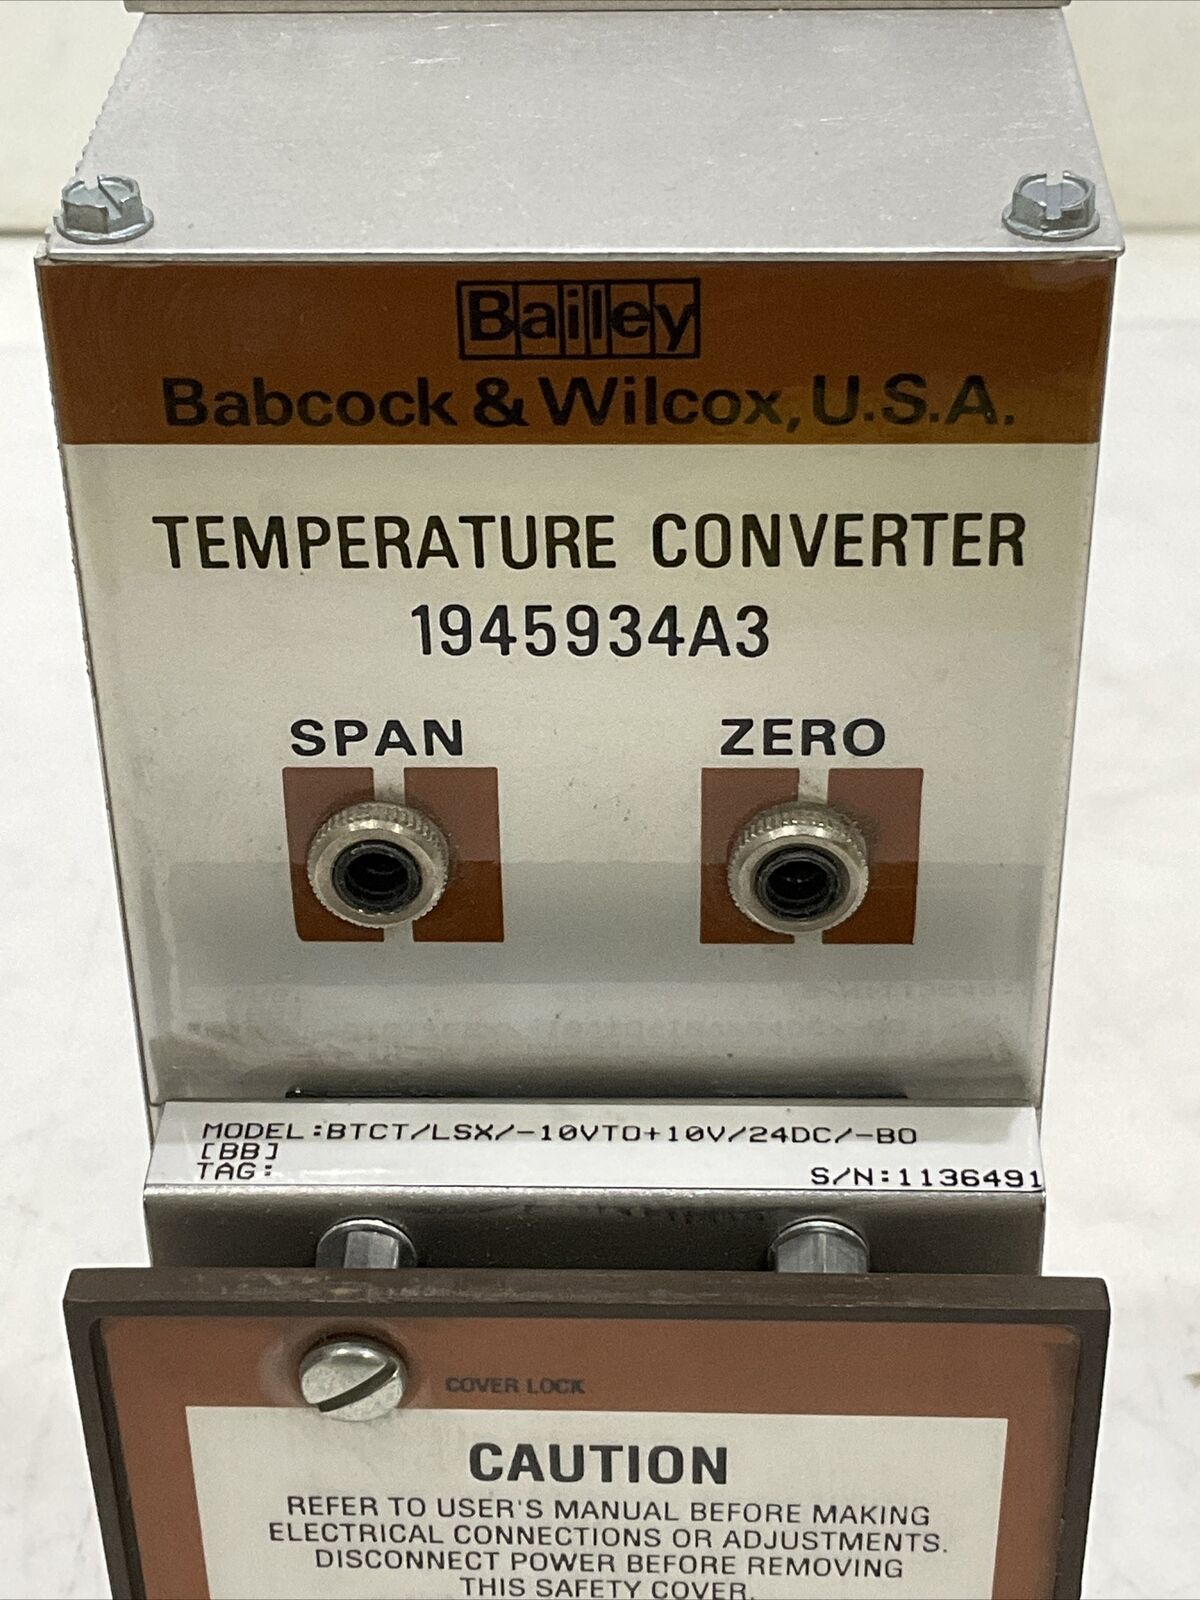 Bailey
Babcock & Wilcox, U.S.A.
TEMPERATURE CONVERTER
1945934A3
SPAN ZERO
MODEL:BTCT/LSX/-10VTO+10V/24DC/-BO
[BB]
TAG: S/N:1136491
COVER LOCK
CAUTION
REFER TO USER'S MANUAL BEFORE MAKING
ELECTRICAL CONNECTIONS OR ADJUSTMENTS.
DISCONNECT POWER BEFORE REMOVING
THIS SAFETY COVER.